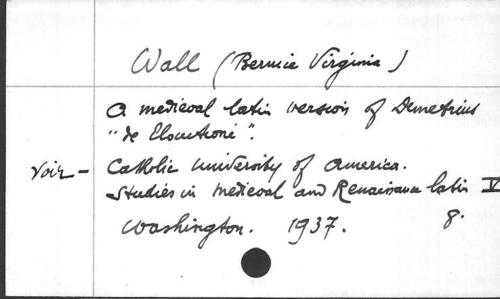 Wall (Bernice Virginia)
A medieval latin version of Demetrius
"de Elocutione".
Voir - Catholic University of America.
Studies in Medieval and Renaissance latin V
Washington. 1937. 8.